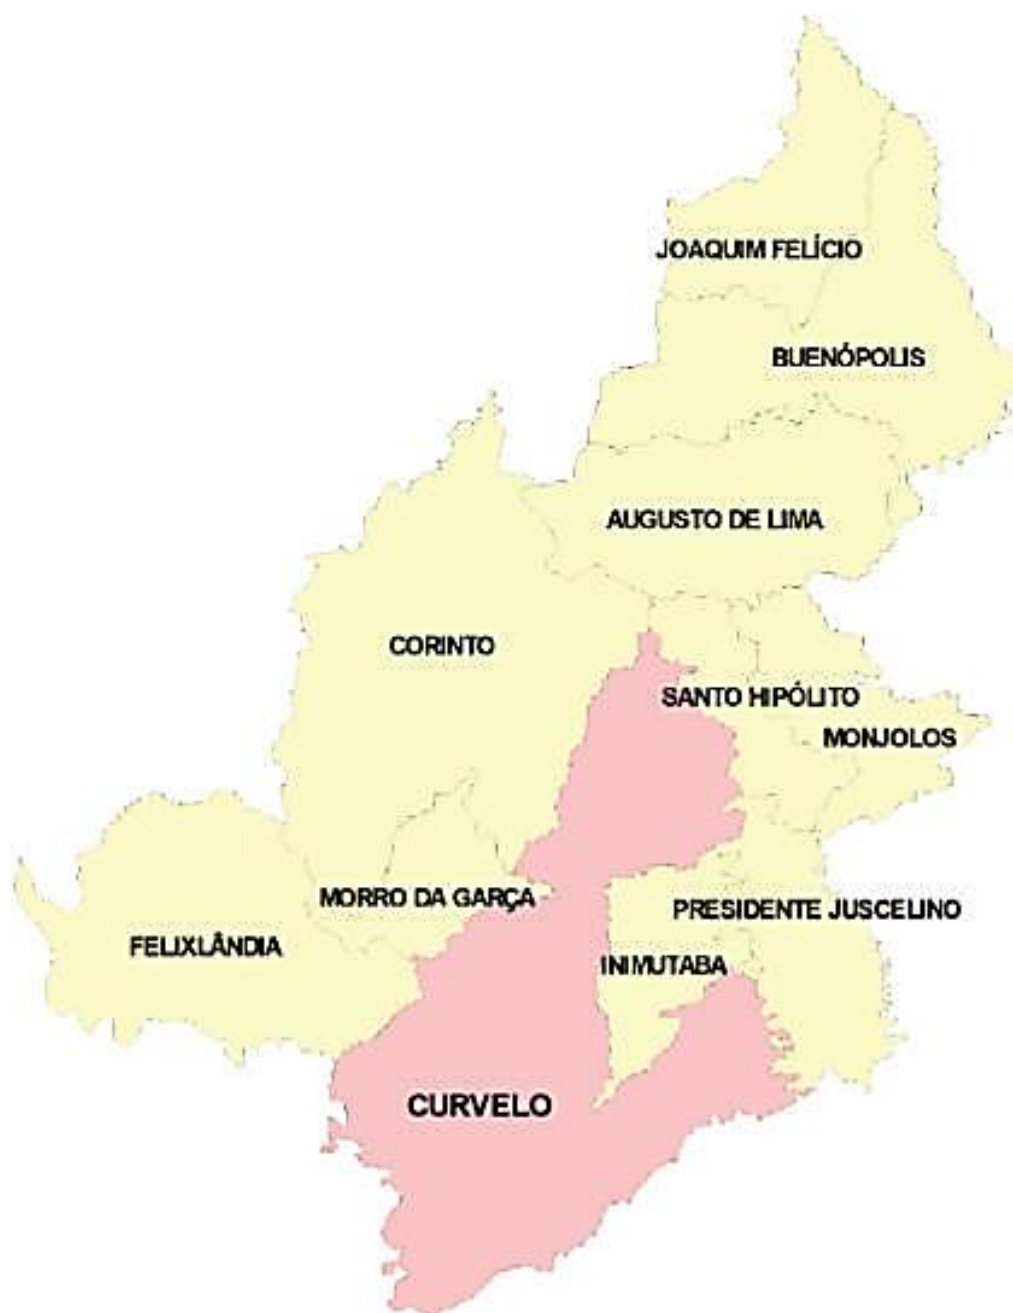 JOAQUIM FELÍCIO
BUENÓPOLIS
AUGUSTO DE LIMA
CORINTO
SANTO HIPÓLITO
MONJOLOS
MORRO DA GARÇA
PRESIDENTE JUSCELINO
FELIXLÂNDIA
INIMUTABA
CURVELO